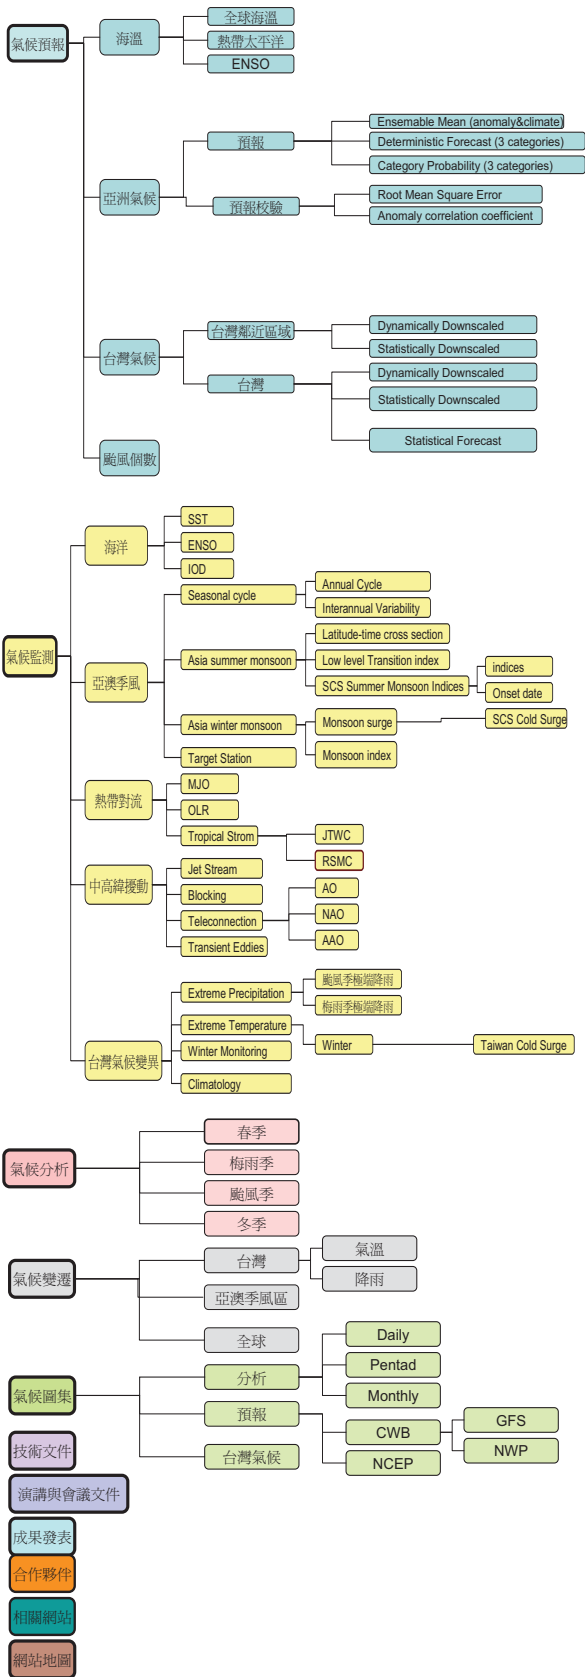 氣候預報
海溫
全球海溫
熱帶太平洋
ENSO
亞洲氣候
預報
Ensemable Mean (anomaly&climate)
Deterministic Forecast (3 categories)
Category Probability (3 categories)
預報校驗
Root Mean Square Error
Anomaly correlation coefficient
台灣氣候
台灣鄰近區域
Dynamically Downscaled
Statistically Downscaled
台灣
Dynamically Downscaled
Statistically Downscaled
Statistical Forecast
颱風個數
氣候監測
海洋
SST
ENSO
IOD
亞澳季風
Seasonal cycle
Annual Cycle
Interannual Variability
Asia summer monsoon
Latitude-time cross section
Low level Transition index
SCS Summer Monsoon Indices
indices
Onset date
Asia winter monsoon
Monsoon surge
SCS Cold Surge
Monsoon index
Target Station
熱帶對流
MJO
OLR
Tropical Strom
JTWC
RSMC
中高緯擾動
Jet Stream
Blocking
Teleconnection
AO
NAO
AAO
Transient Eddies
台灣氣候變異
Extreme Precipitation
颱風季極端降雨
梅雨季極端降雨
Extreme Temperature
Winter
Taiwan Cold Surge
Winter Monitoring
Climatology
氣候分析
春季
梅雨季
颱風季
冬季
氣候變遷
台灣
氣溫
降雨
亞澳季風區
全球
氣候圖集
分析
Daily
Pentad
Monthly
預報
CWB
GFS
NWP
NCEP
台灣氣候
技術文件
演講與會議文件
成果發表
合作夥伴
相關網站
網站地圖